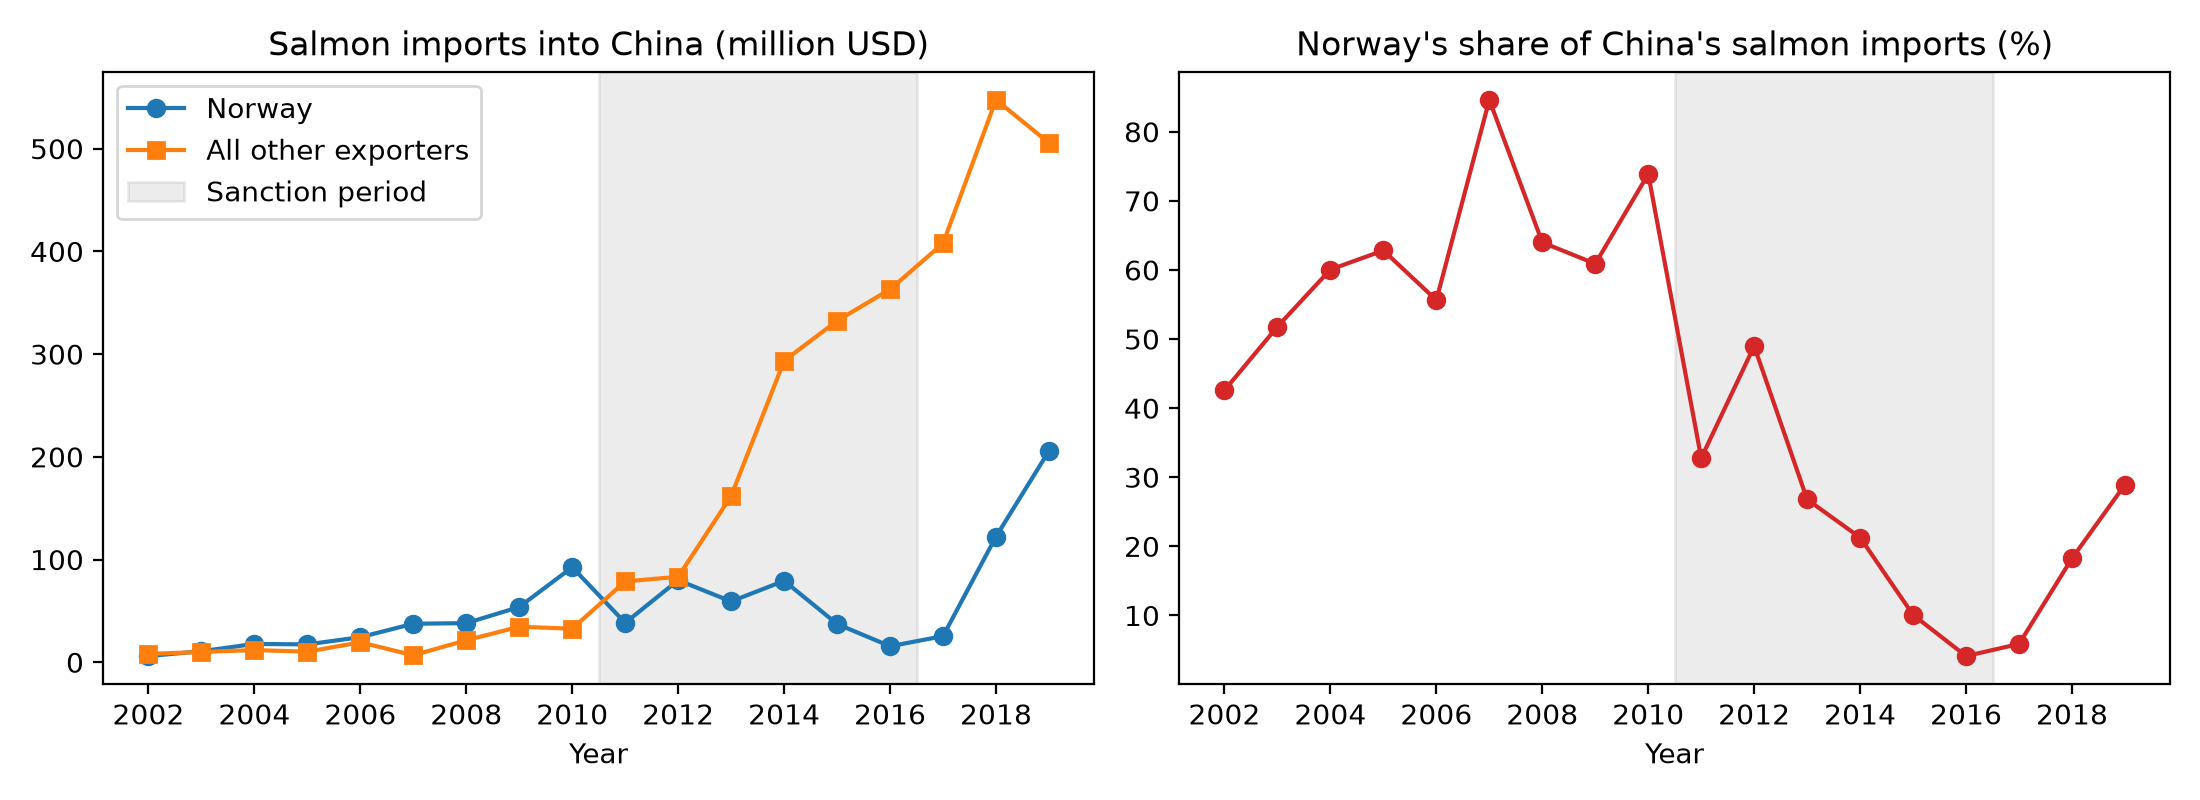 Salmon imports into China (million USD)
Norway
All other exporters
Sanction period
500
400
300
200
100
0
2002 2004 2006 2008 2010 2012 2014 2016 2018
Year
Norway's share of China's salmon imports (%)
80
70
60
50
40
30
20
10
2002 2004 2006 2008 2010 2012 2014 2016 2018
Year